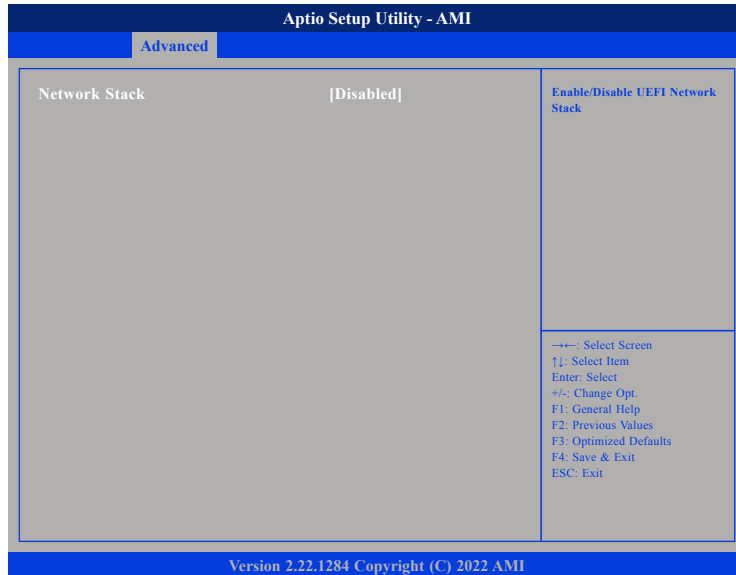 Aptio Setup Utility - AMI
Advanced
Network Stack [Disabled]
Enable/Disable UEFI Network
Stack
→←: Select Screen
↑↓: Select Item
Enter: Select
+/-: Change Opt.
F1: General Help
F2: Previous Values
F3: Optimized Defaults
F4: Save & Exit
ESC: Exit
Version 2.22.1284 Copyright (C) 2022 AMI